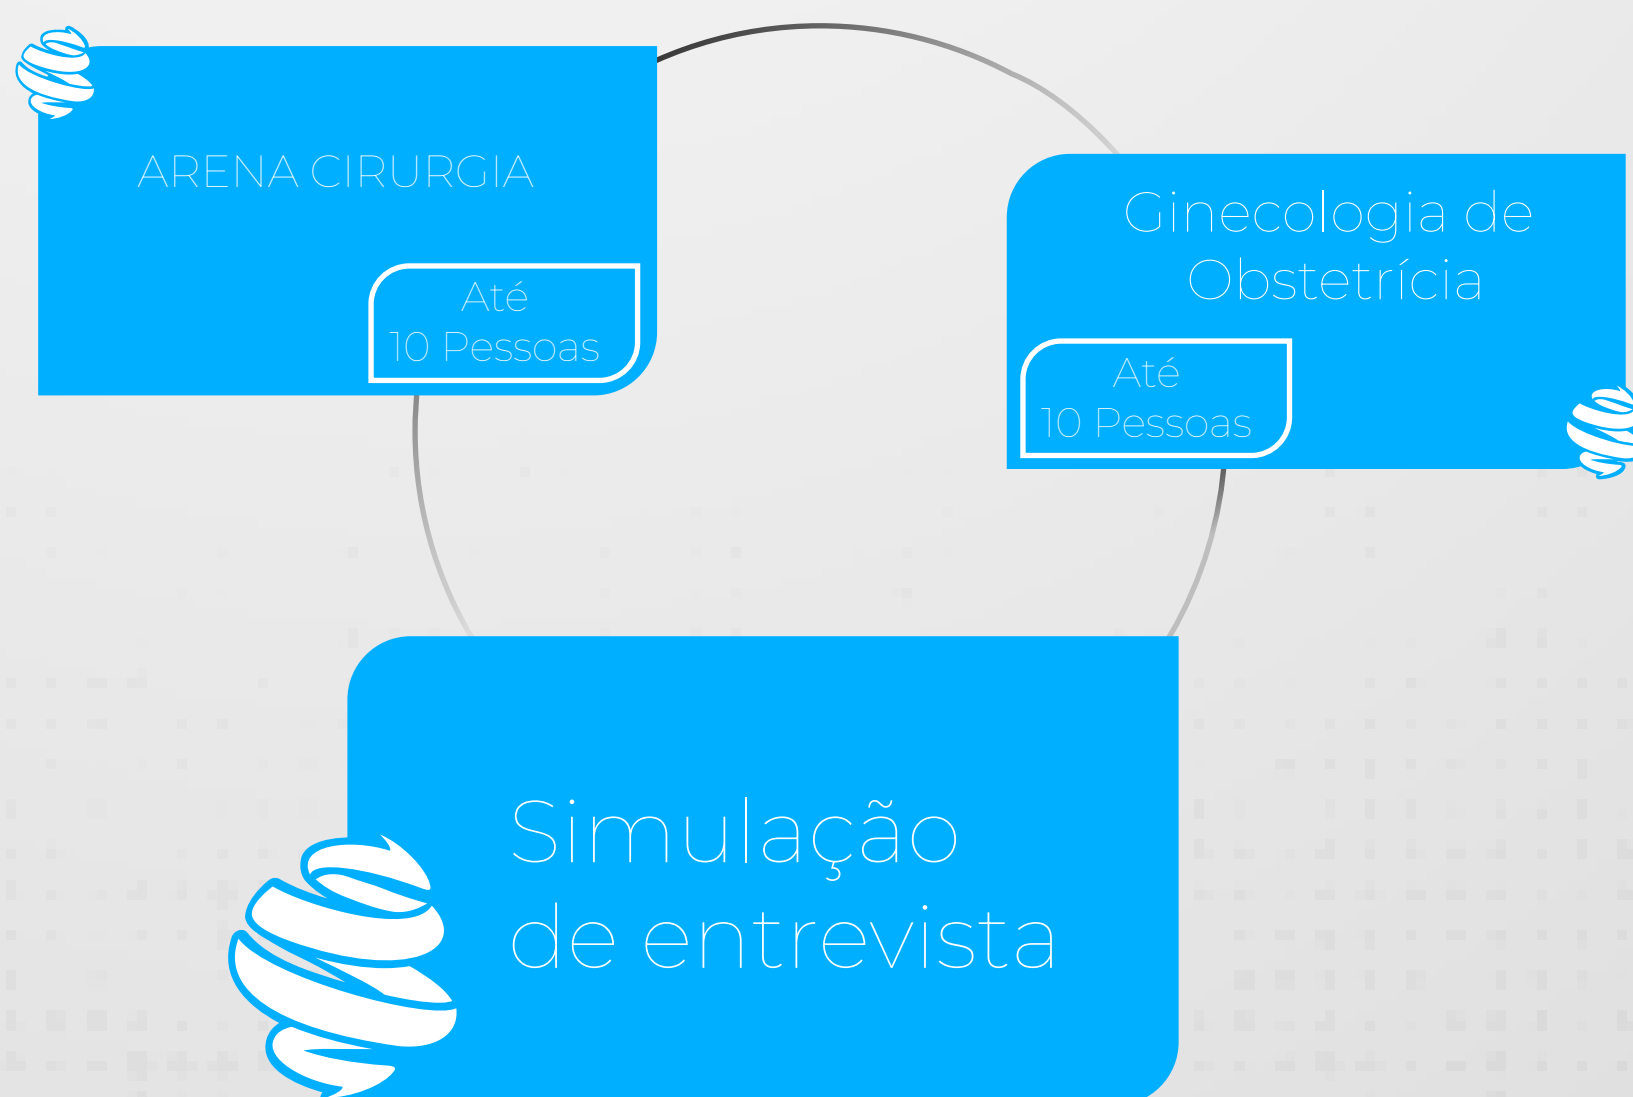 ARENA CIRURGIA
Até
10 Pessoas
Ginecologia de
Obstetrícia
Até
10 Pessoas
Simulação
de entrevista